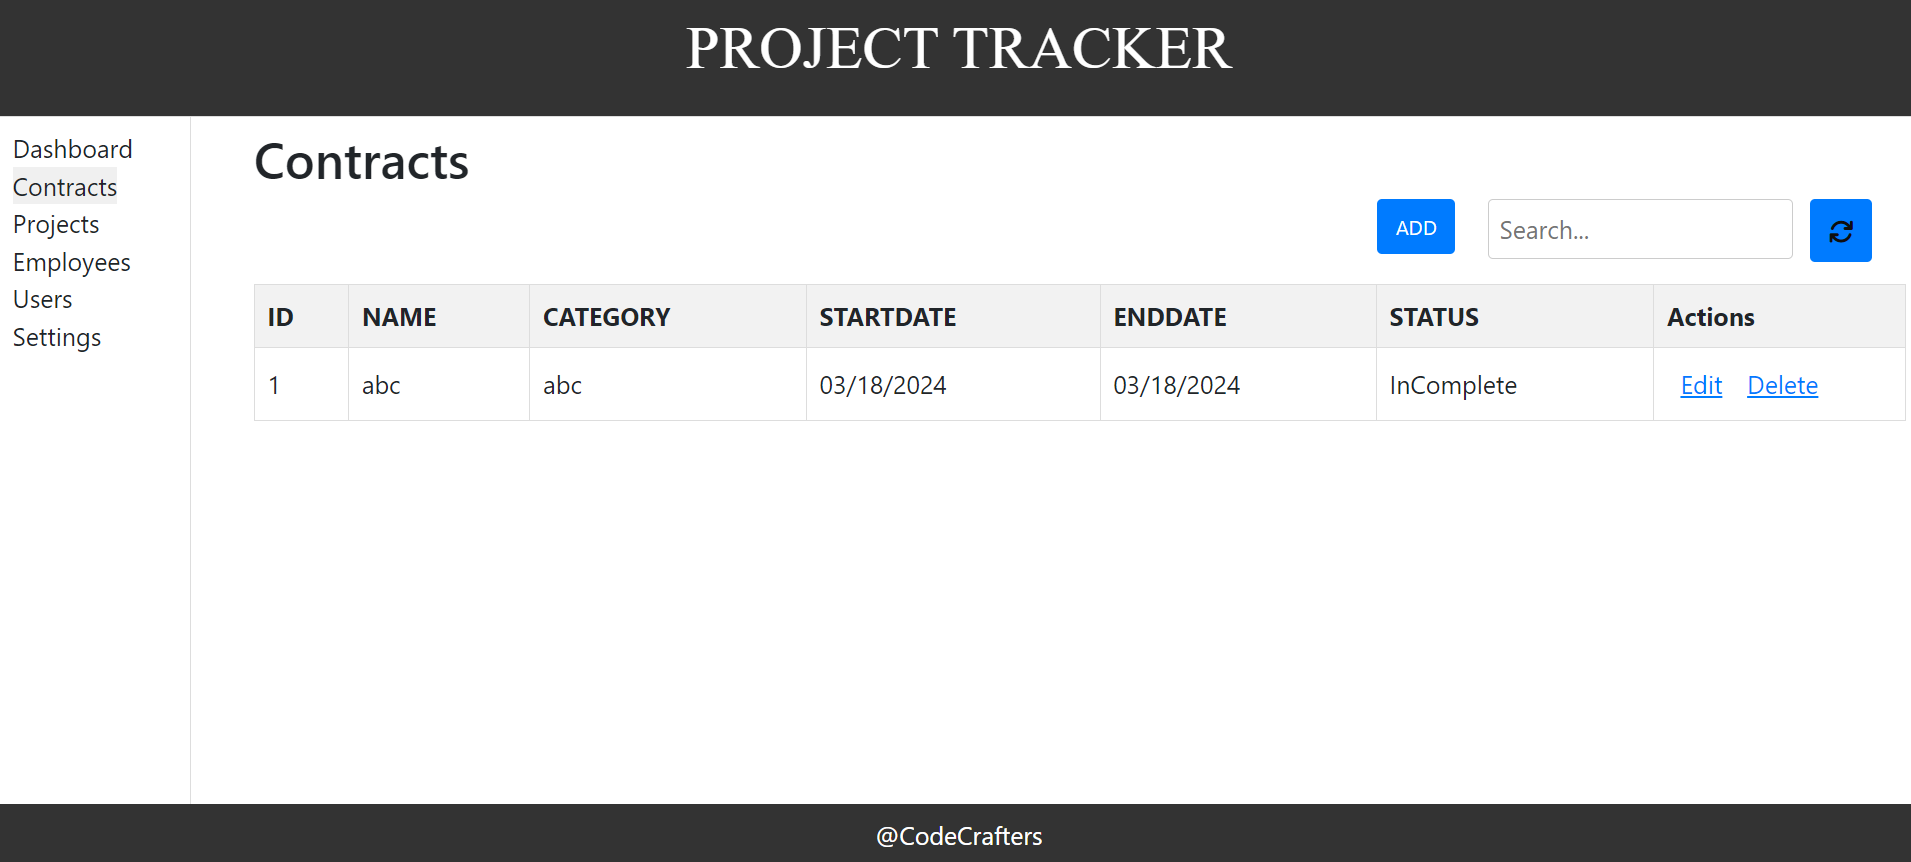 PROJECT TRACKER
Dashboard
Contracts
Projects
Employees
Users
Settings
Contracts
ADD Search...
ID NAME CATEGORY STARTDATE ENDDATE STATUS Actions
1 abc abc 03/18/2024 03/18/2024 InComplete Edit Delete
@CodeCrafters